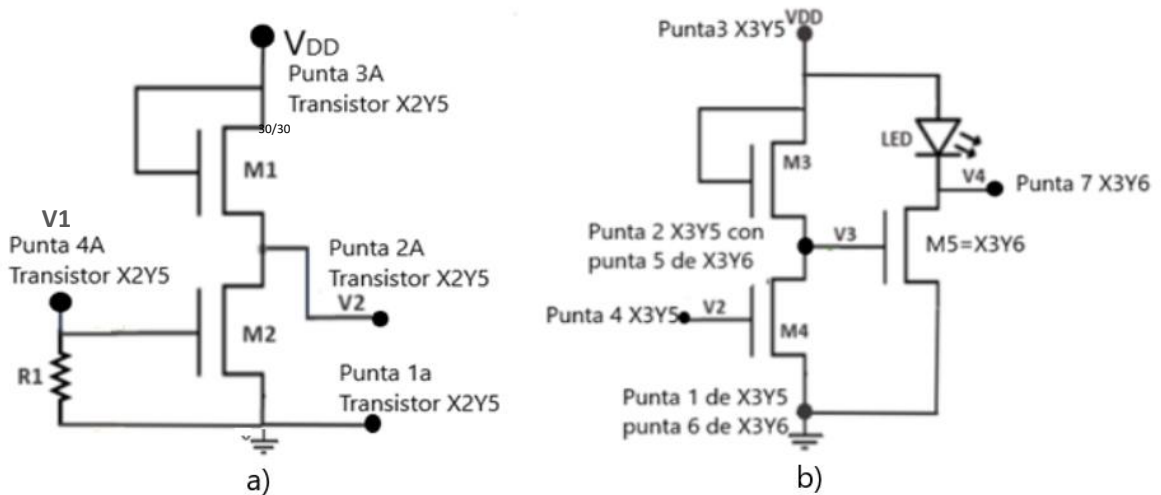 VDD
Punta 3A
Transistor X2Y5
30/30
M1
V1
Punta 4A
Transistor X2Y5
Punta 2A
Transistor X2Y5
V2
M2
R1
Punta 1a
Transistor X2Y5
a)
Punta3 X3Y5
VDD
LED
M3
V4
Punta 7 X3Y6
Punta 2 X3Y5 con
punta 5 de X3Y6
V3
M5=X3Y6
Punta 4 X3Y5
V2
M4
Punta 1 de X3Y5
punta 6 de X3Y6
b)